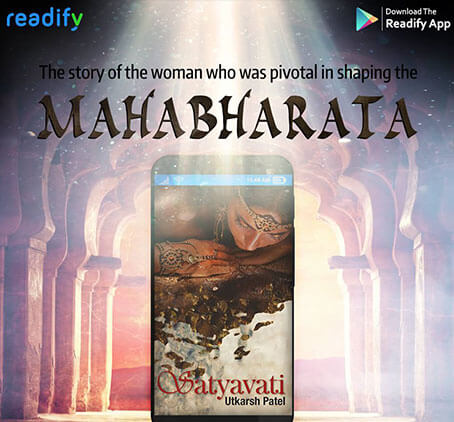 readify
Download The
Readify App
The story of the woman who was pivotal in shaping the
MAHABHARATA
Satyavati
Utkarsh Patel